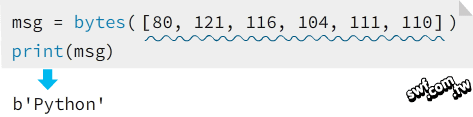 msg = bytes([80, 121, 116, 104, 111, 110])
print(msg)
b'Python'
swf.com.tw